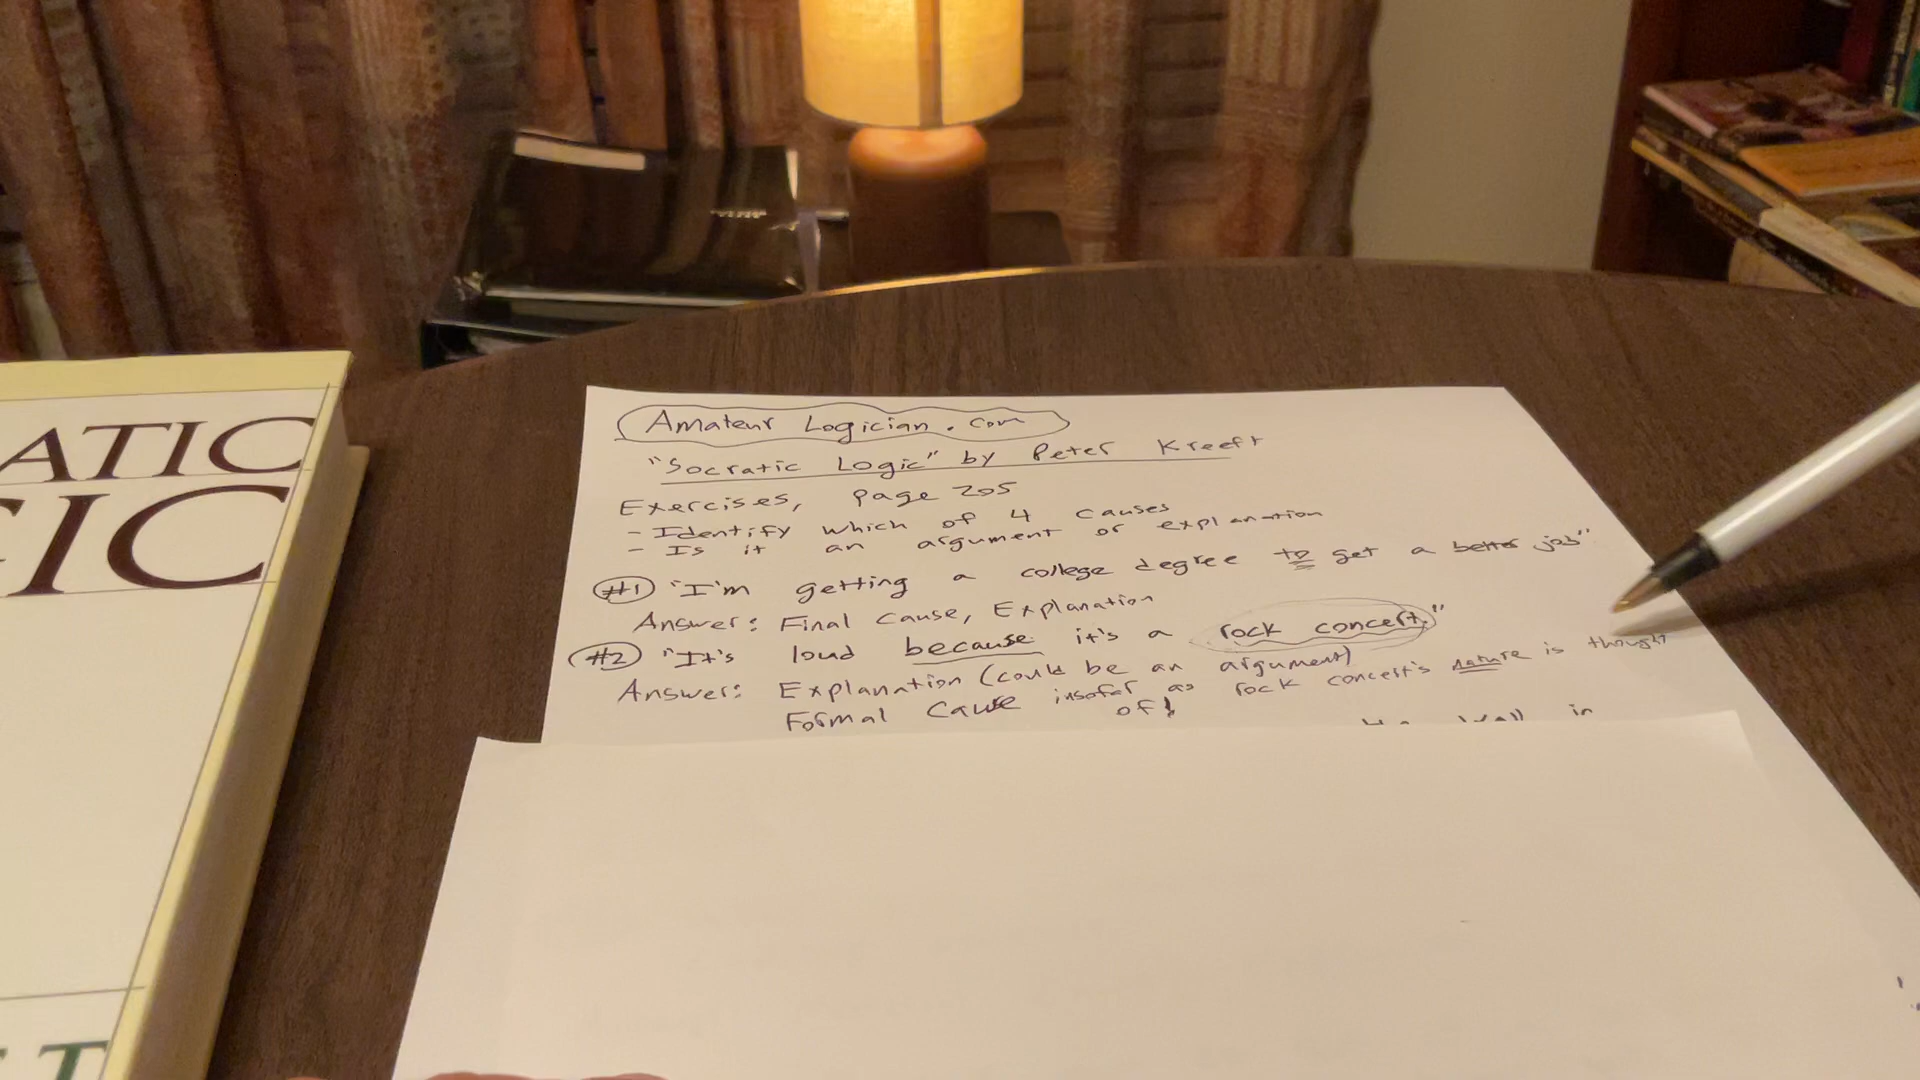 ATIC
GIC
T
Amateur Logician.com
"Socratic Logic" by Peter Kreeft
Exercises, page 205
- Identify which of 4 causes
- Is it an argument or explanation
#1 "I'm getting a college degree to get a better job"
Answer: Final Cause, Explanation
#2 "It's loud because it's a rock concert."
Answer: Explanation (could be an argument)
Formal Cause insofar as rock concert's nature is thought
of!
in